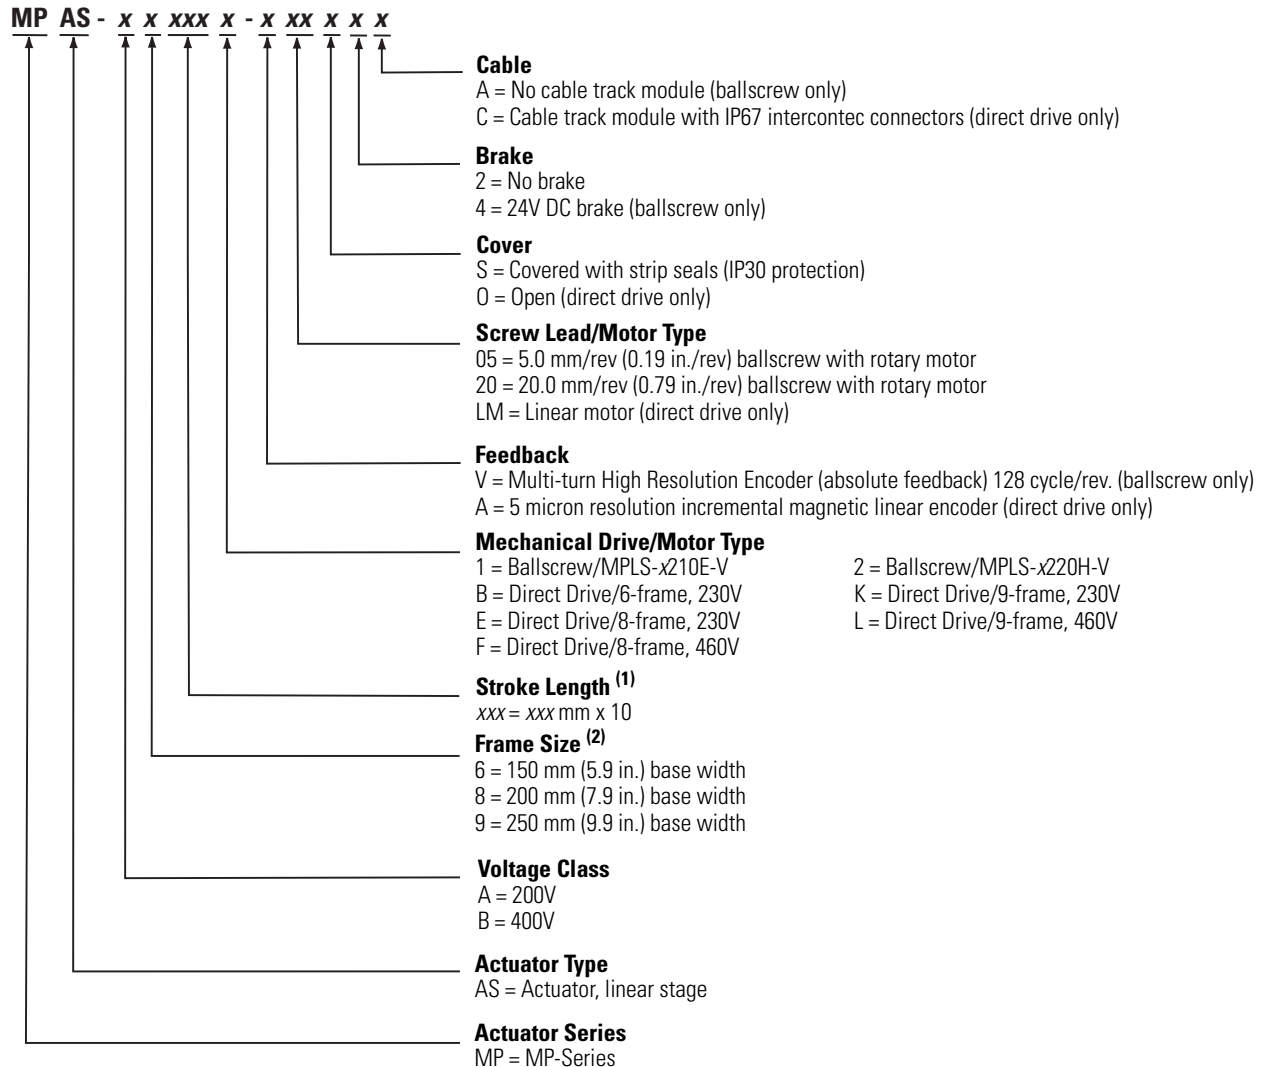 MP AS - x x xxx x - x xx x x x
Cable
A = No cable track module (ballscrew only)
C = Cable track module with IP67 intercontec connectors (direct drive only)
Brake
2 = No brake
4 = 24V DC brake (ballscrew only)
Cover
S = Covered with strip seals (IP30 protection)
O = Open (direct drive only)
Screw Lead/Motor Type
05 = 5.0 mm/rev (0.19 in./rev) ballscrew with rotary motor
20 = 20.0 mm/rev (0.79 in./rev) ballscrew with rotary motor
LM = Linear motor (direct drive only)
Feedback
V = Multi-turn High Resolution Encoder (absolute feedback) 128 cycle/rev. (ballscrew only)
A = 5 micron resolution incremental magnetic linear encoder (direct drive only)
Mechanical Drive/Motor Type
1 = Ballscrew/MPLS-x210E-V 2 = Ballscrew/MPLS-x220H-V
B = Direct Drive/6-frame, 230V K = Direct Drive/9-frame, 230V
E = Direct Drive/8-frame, 230V L = Direct Drive/9-frame, 460V
F = Direct Drive/8-frame, 460V
Stroke Length (1)
xxx = xxx mm x 10
Frame Size (2)
6 = 150 mm (5.9 in.) base width
8 = 200 mm (7.9 in.) base width
9 = 250 mm (9.9 in.) base width
Voltage Class
A = 200V
B = 400V
Actuator Type
AS = Actuator, linear stage
Actuator Series
MP = MP-Series